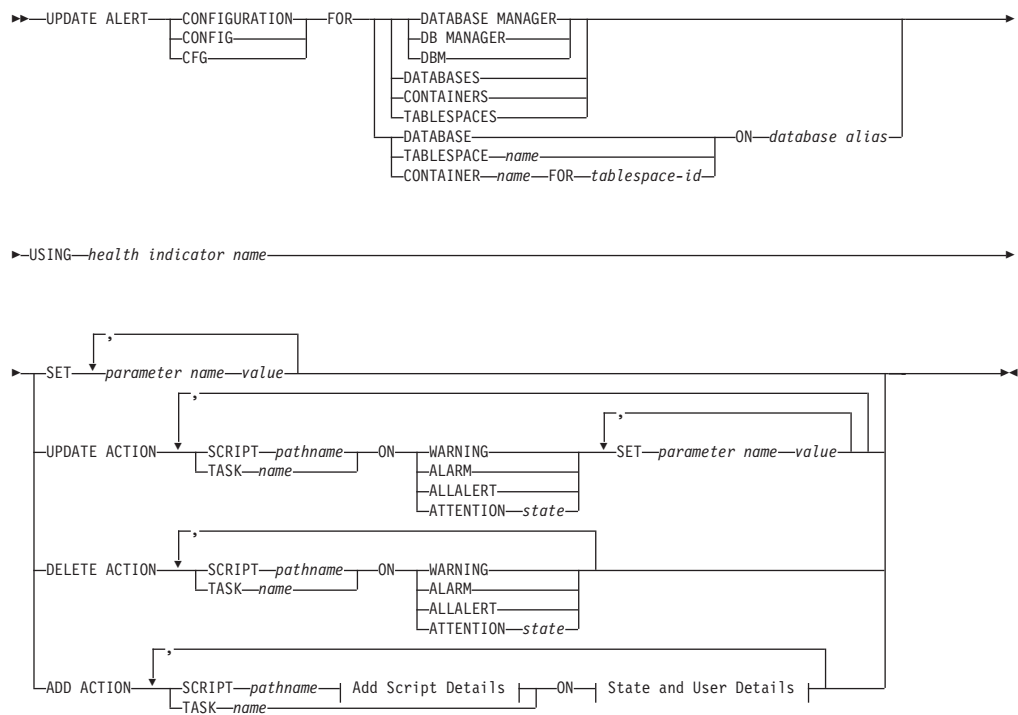 UPDATE ALERT CONFIGURATION FOR DATABASE MANAGER
CONFIG DB MANAGER
CFG DBM
DATABASES
CONTAINERS
TABLESPACES
DATABASE ON database alias
TABLESPACE name
CONTAINER name FOR tablespace-id
USING health indicator name
,
SET parameter name value
,
,
UPDATE ACTION SCRIPT pathname ON WARNING SET parameter name value
TASK name ALARM
ALLALERT
ATTENTION state
,
DELETE ACTION SCRIPT pathname ON WARNING
TASK name ALARM
ALLALERT
ATTENTION state
,
ADD ACTION SCRIPT pathname Add Script Details ON State and User Details
TASK name